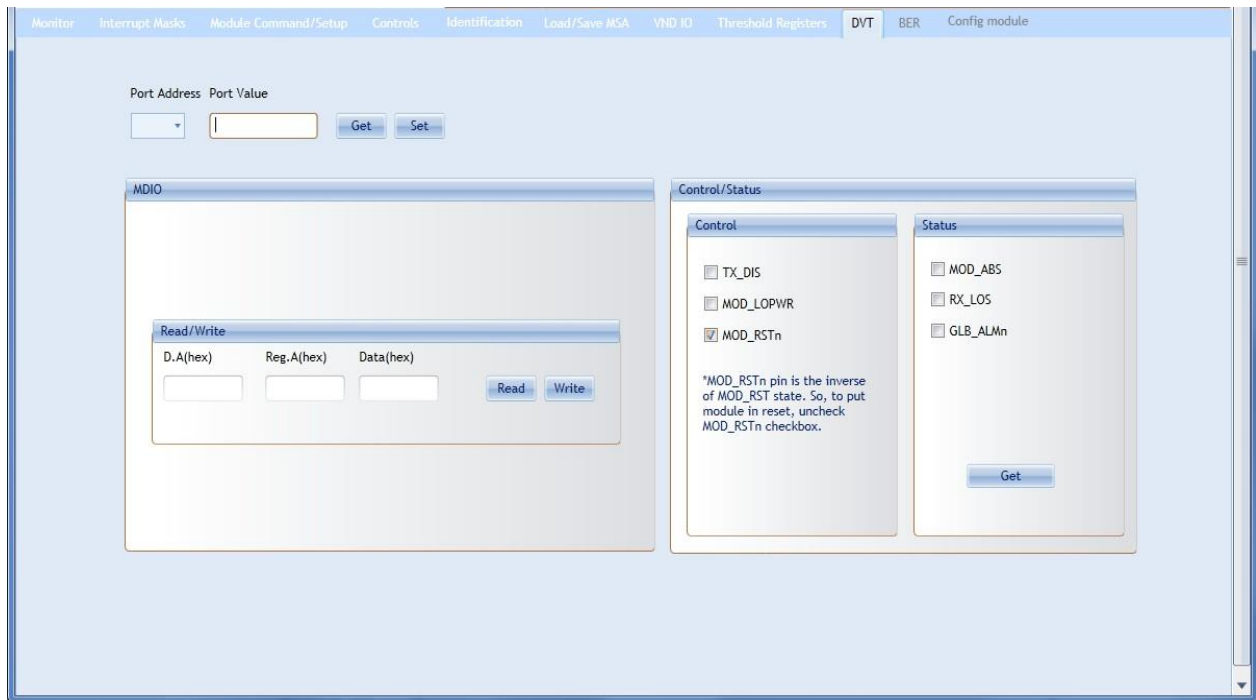 Monitor Interrupt Masks Module Command/Setup Controls Identification Load/Save MSA VND IO Threshold Registers DVT BER Config module
Port Address Port Value
Get Set
MDIO
Read/Write
D.A(hex) Reg.A(hex) Data(hex)
Read Write
Control/Status
Control
TX_DIS
MOD_LOPWR
MOD_RSTn
*MOD_RSTn pin is the inverse
of MOD_RST state. So, to put
module in reset, uncheck
MOD_RSTn checkbox.
Status
MOD_ABS
RX_LOS
GLB_ALMn
Get